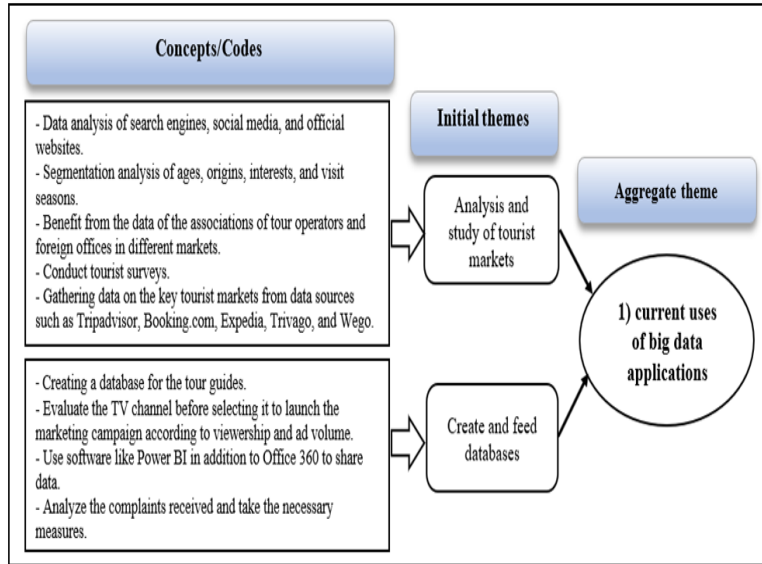 Concepts/Codes
- Data analysis of search engines, social media, and official
websites.
- Segmentation analysis of ages, origins, interests, and visit
seasons.
- Benefit from the data of the associations of tour operators and
foreign offices in different markets.
- Conduct tourist surveys.
- Gathering data on the key tourist markets from data sources
such as Tripadvisor, Booking.com, Expedia, Trivago, and Wego.
- Creating a database for the tour guides.
- Evaluate the TV channel before selecting it to launch the
marketing campaign according to viewership and ad volume.
- Use software like Power BI in addition to Office 360 to share
data.
- Analyze the complaints received and take the necessary
measures.
Initial themes
Analysis and
study of tourist
markets
Create and feed
databases
Aggregate theme
1) current uses
of big data
applications